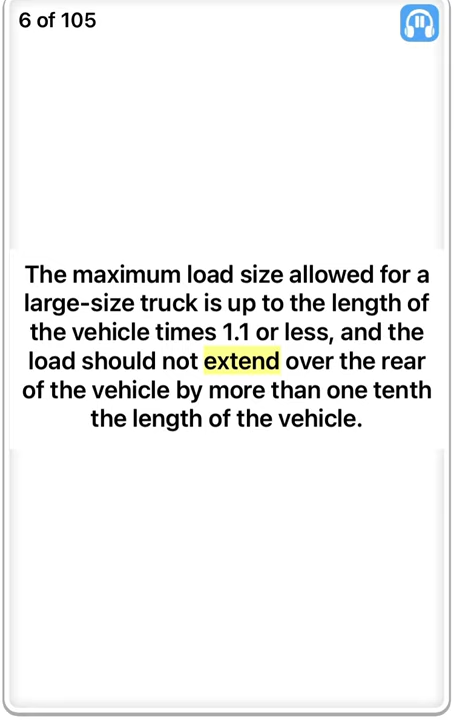 6 of 105
The maximum load size allowed for a
large-size truck is up to the length of
the vehicle times 1.1 or less, and the
load should not extend over the rear
of the vehicle by more than one tenth
the length of the vehicle.